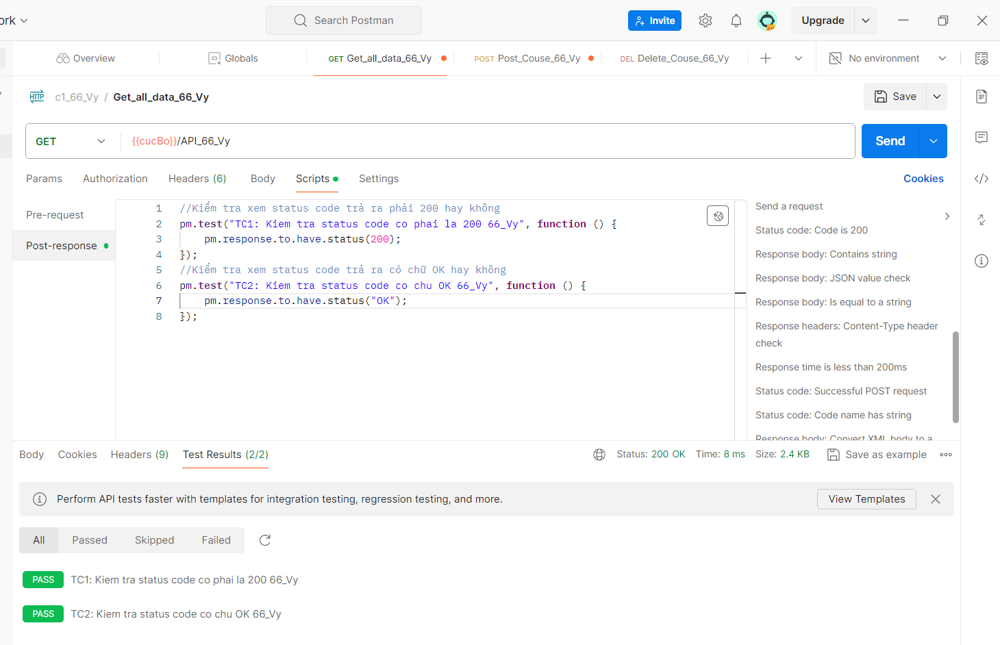 ork
Search Postman
Invite
Upgrade
Overview
Globals
GET Get_all_data_66_Vy
POST Post_Couse_66_Vy
DEL Delete_Couse_66_Vy
No environment
HTTP c1_66_Vy / Get_all_data_66_Vy
Save
GET
{{cucBo}}/API_66_Vy
Send
Params
Authorization
Headers (6)
Body
Scripts
Settings
Cookies
Pre-request
Post-response
1 //Kiểm tra xem status code trả ra phải 200 hay không
2 pm.test("TC1: Kiem tra status code co phai la 200 66_Vy", function () {
3 pm.response.to.have.status(200);
4 });
5 //Kiểm tra xem status code trả ra có chữ OK hay không
6 pm.test("TC2: Kiem tra status code co chu OK 66_Vy", function () {
7 pm.response.to.have.status("OK");
8 });
Send a request
Status code: Code is 200
Response body: Contains string
Response body: JSON value check
Response body: Is equal to a string
Response headers: Content-Type header
check
Response time is less than 200ms
Status code: Successful POST request
Status code: Code name has string
Response body: Convert XML body to a
Body
Cookies
Headers (9)
Test Results (2/2)
Status: 200 OK
Time: 8 ms
Size: 2.4 KB
Save as example
Perform API tests faster with templates for integration testing, regression testing, and more.
View Templates
All
Passed
Skipped
Failed
PASS TC1: Kiem tra status code co phai la 200 66_Vy
PASS TC2: Kiem tra status code co chu OK 66_Vy